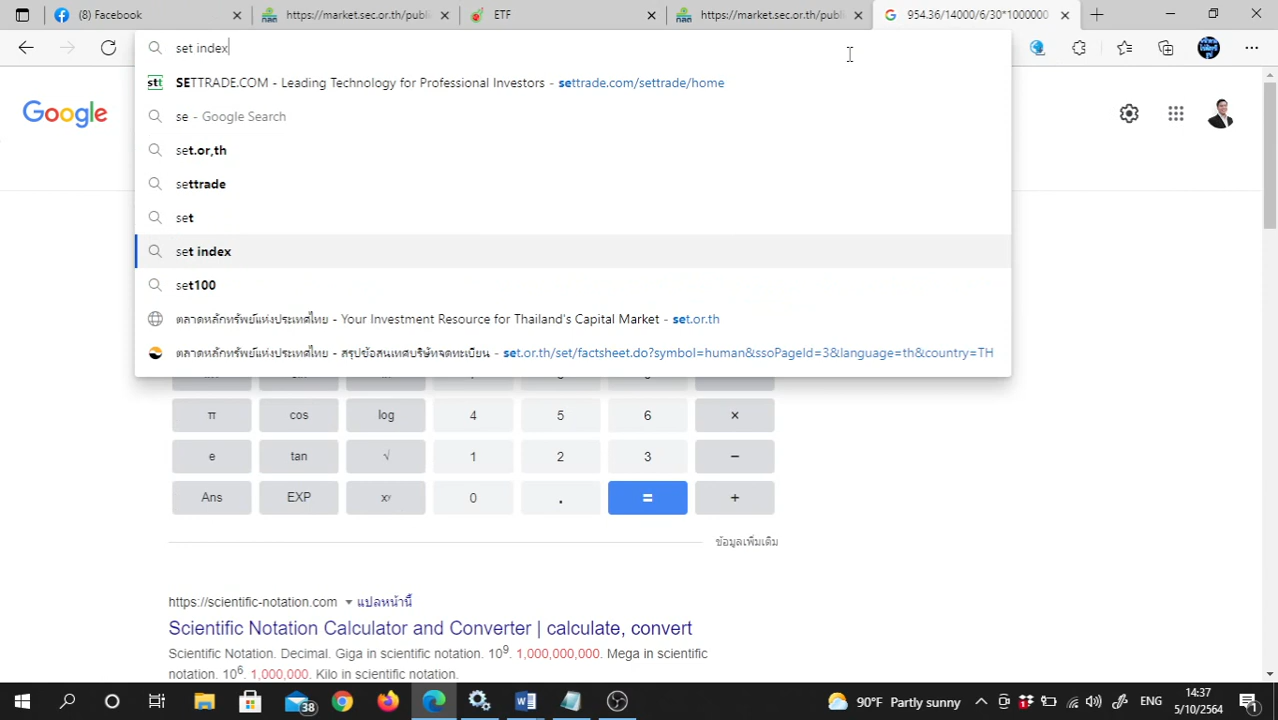 (8) Facebook
https://market.sec.or.th/publi
ETF
https://market.sec.or.th/publi
954.36/14000/6/30*1000000
set index
SETTRADE.COM - Leading Technology for Professional Investors - settrade.com/settrade/home
se - Google Search
set.or,th
settrade
set
set index
set100
ตลาดหลักทรัพย์แห่งประเทศไทย - Your Investment Resource for Thailand's Capital Market - set.or.th
ตลาดหลักทรัพย์แห่งประเทศไทย - สรุปข้อสนเทศบริษัทจดทะเบียน - set.or.th/set/factsheet.do?symbol=human&ssoPageId=3&language=th&country=TH
Google
π cos log 4 5 6 ×
e tan √ 1 2 3 −
Ans EXP xʸ 0 . = +
ข้อมูลเพิ่มเติม
https://scientific-notation.com ▾ แปลหน้านี้
Scientific Notation Calculator and Converter | calculate, convert
Scientific Notation. Decimal. Giga in scientific notation. 10⁹. 1,000,000,000. Mega in scientific
notation. 10⁶. 1,000,000. Kilo in scientific notation.
38
90°F Partly sunny
ENG
14:37
5/10/2564
1